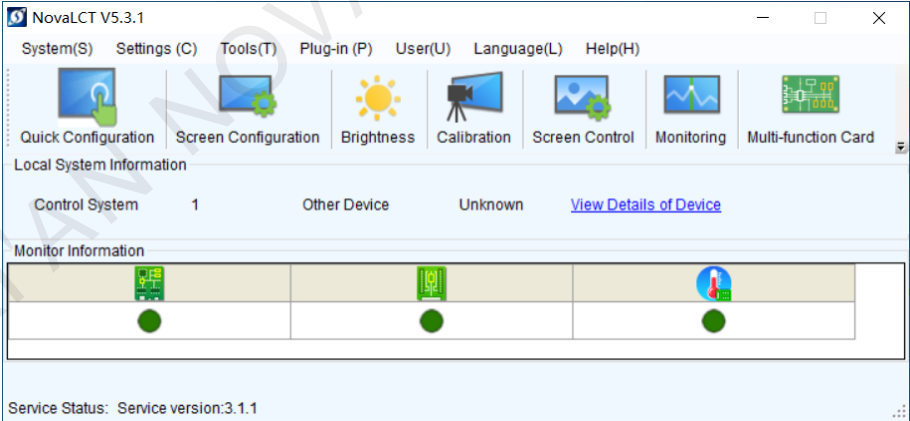 NovaLCT V5.3.1
System(S) Settings (C) Tools(T) Plug-in (P) User(U) Language(L) Help(H)
Quick Configuration Screen Configuration Brightness Calibration Screen Control Monitoring Multi-function Card
Local System Information
Control System 1 Other Device Unknown View Details of Device
Monitor Information
Service Status: Service version:3.1.1